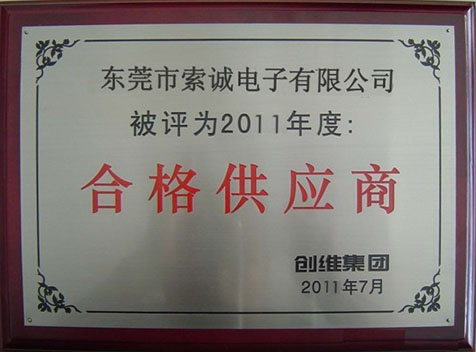 东莞市索诚电子有限公司
被评为2011年度:
合格供应商
创维集团
2011年7月